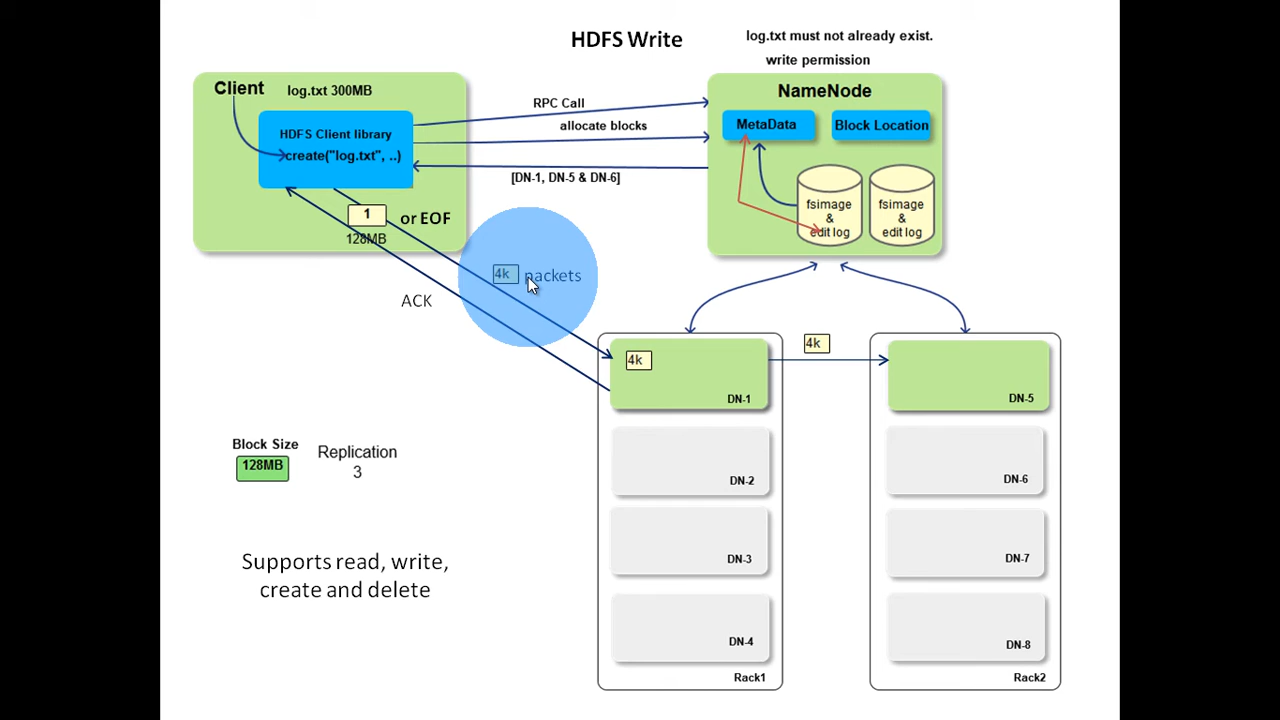 HDFS Write
log.txt must not already exist.
write permission
Client
log.txt 300MB
HDFS Client library
create("log.txt", ..)
RPC Call
allocate blocks
[DN-1, DN-5 & DN-6]
NameNode
MetaData
Block Location
fsimage
&
edit log
fsimage
&
edit log
1
or EOF
128MB
4k packets
ACK
4k
DN-1
4k
DN-5
Block Size
128MB
Replication
3
DN-2
DN-6
DN-3
DN-7
Supports read, write,
create and delete
DN-4
DN-8
Rack1
Rack2